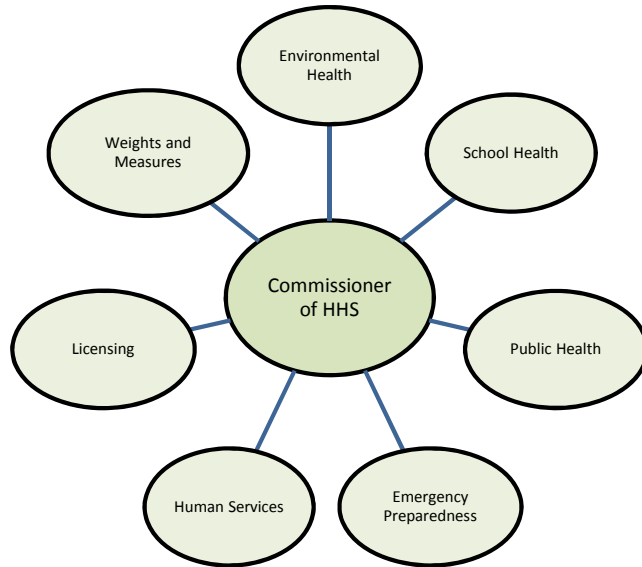 Environmental
Health
Weights and
Measures
School Health
Commissioner
of HHS
Licensing
Public Health
Human Services
Emergency
Preparedness